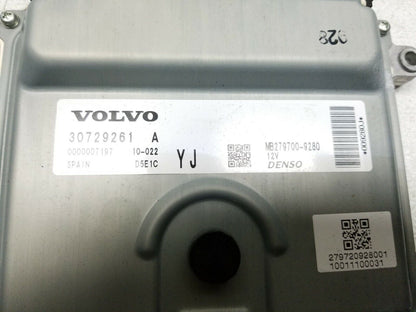 928
VOLVO
30729261 A
0000007197 10-022
SPAIN D5E1C
YJ
MB279700-9280
12V
DENSO
279720928001
10011100031